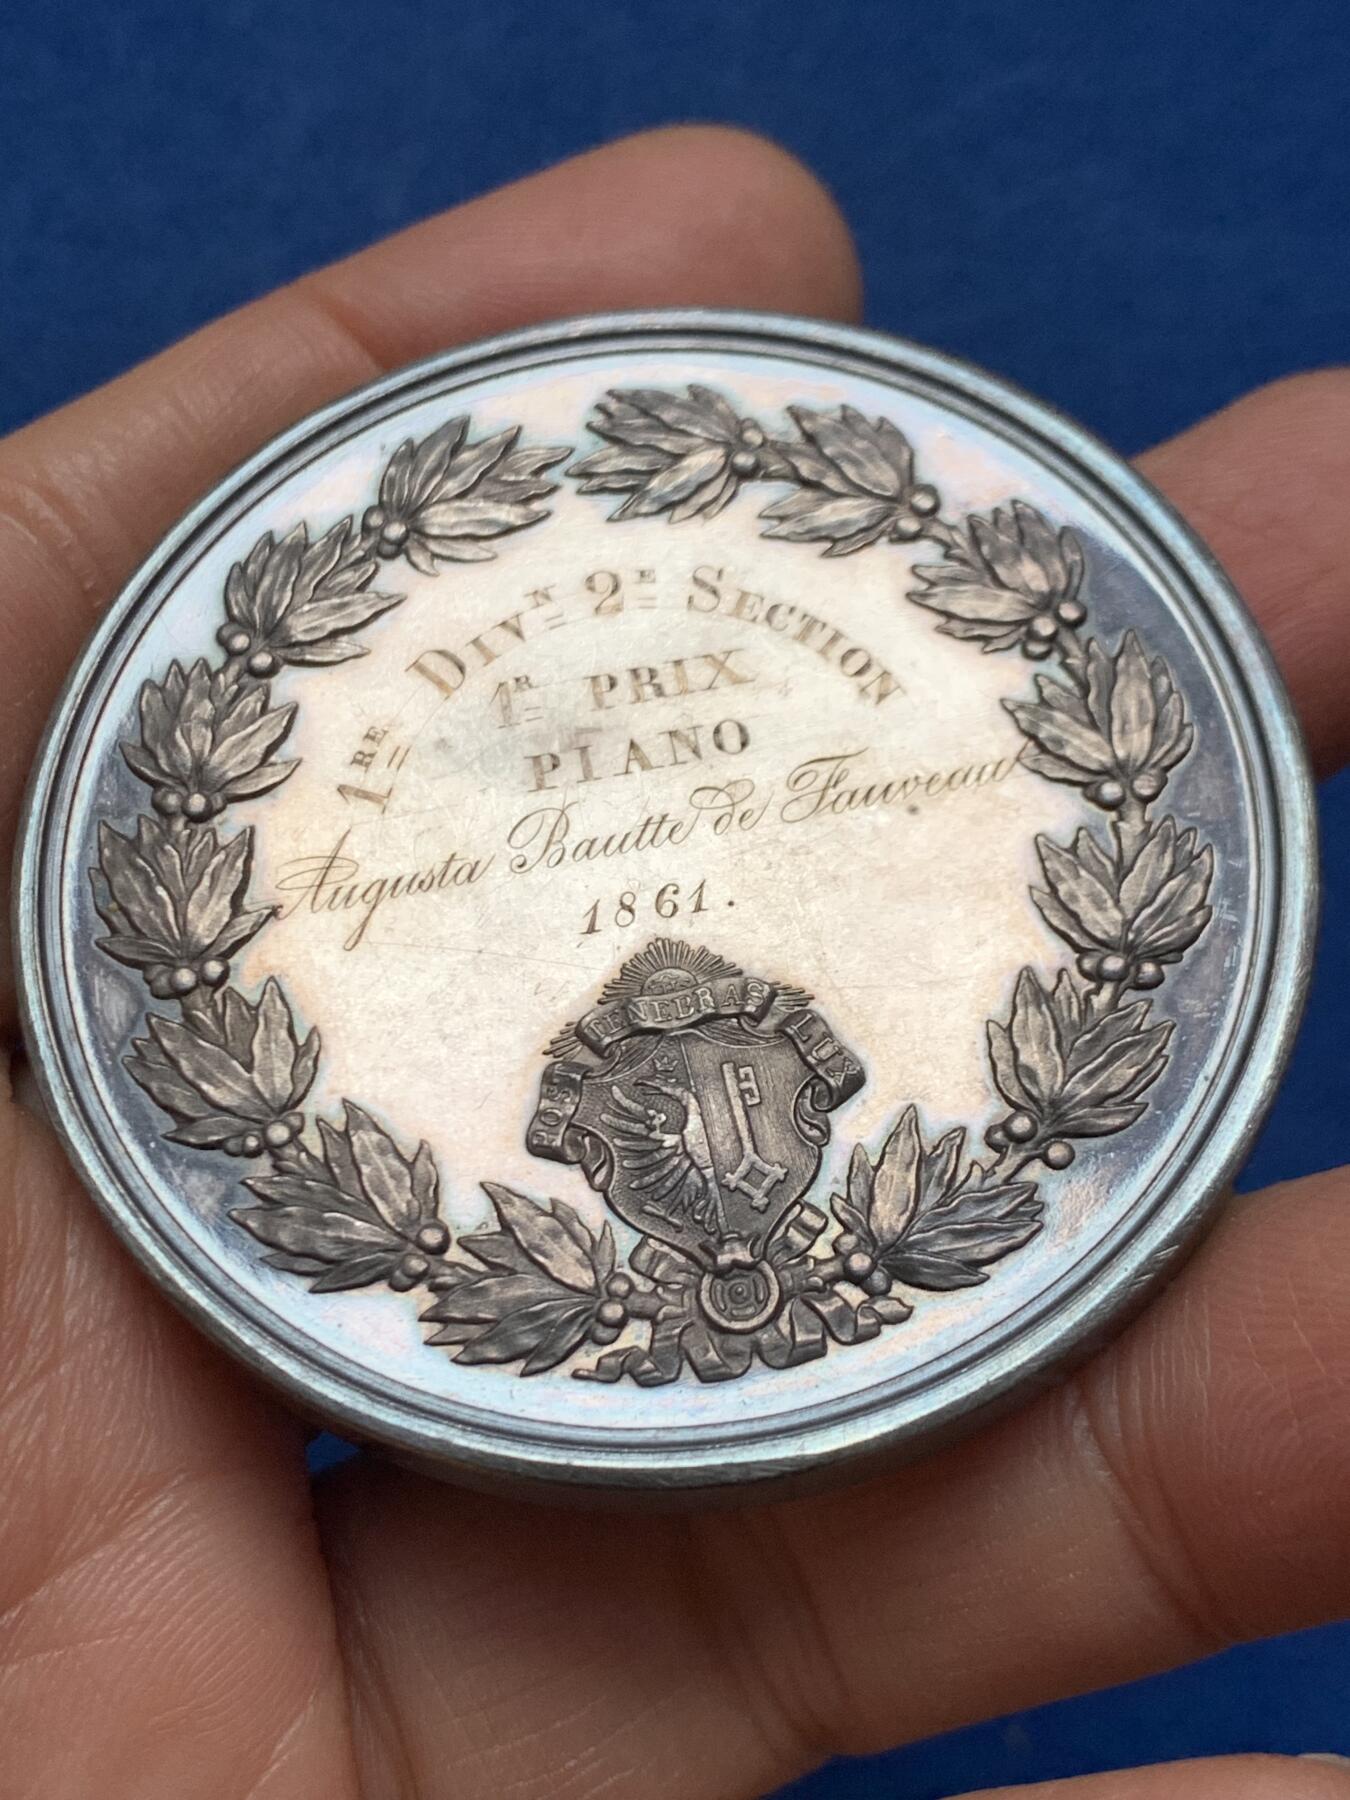 1RE DIVN 2E SECTION
1R PRIX
PIANO
Augusta Bautte de Fauveau
1861.
POST TENEBRAS LUX